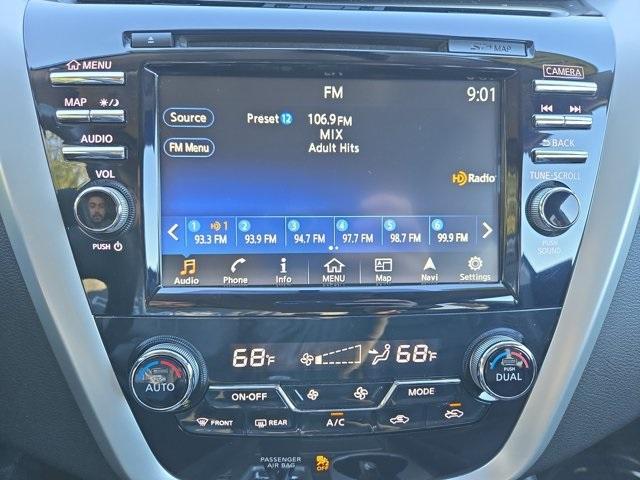 SD MAP
MENU
CAMERA
FM
9:01
MAP
Source
Preset 12 106.9 FM
MIX
FM Menu
Adult Hits
AUDIO
BACK
VOL
TUNE·SCROLL
HD Radio
PUSH
PUSH SOUND
1 HD 1 2 3 4 5 6
93.3 FM 93.9 FM 94.7 FM 97.7 FM 98.7 FM 99.9 FM
Audio Phone Info MENU Map Navi Settings
68°F 68°F
AUTO
PUSH
DUAL
ON·OFF
MODE
FRONT REAR A/C
PASSENGER
AIR BAG
OFF